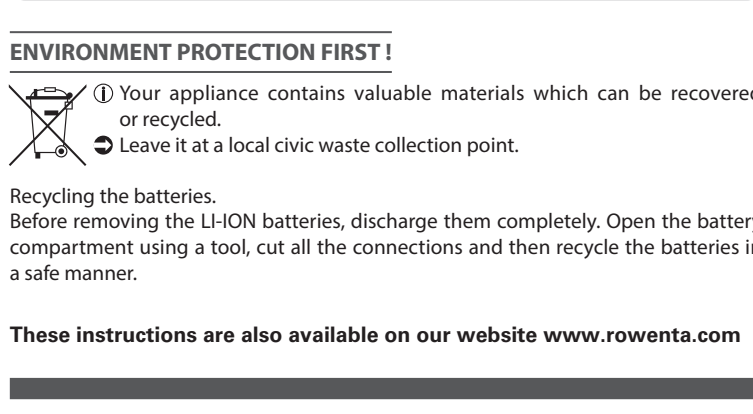 ENVIRONMENT PROTECTION FIRST !
ⓘ Your appliance contains valuable materials which can be recovered
or recycled.
➲ Leave it at a local civic waste collection point.
Recycling the batteries.
Before removing the LI-ION batteries, discharge them completely. Open the battery
compartment using a tool, cut all the connections and then recycle the batteries in
a safe manner.
These instructions are also available on our website www.rowenta.com